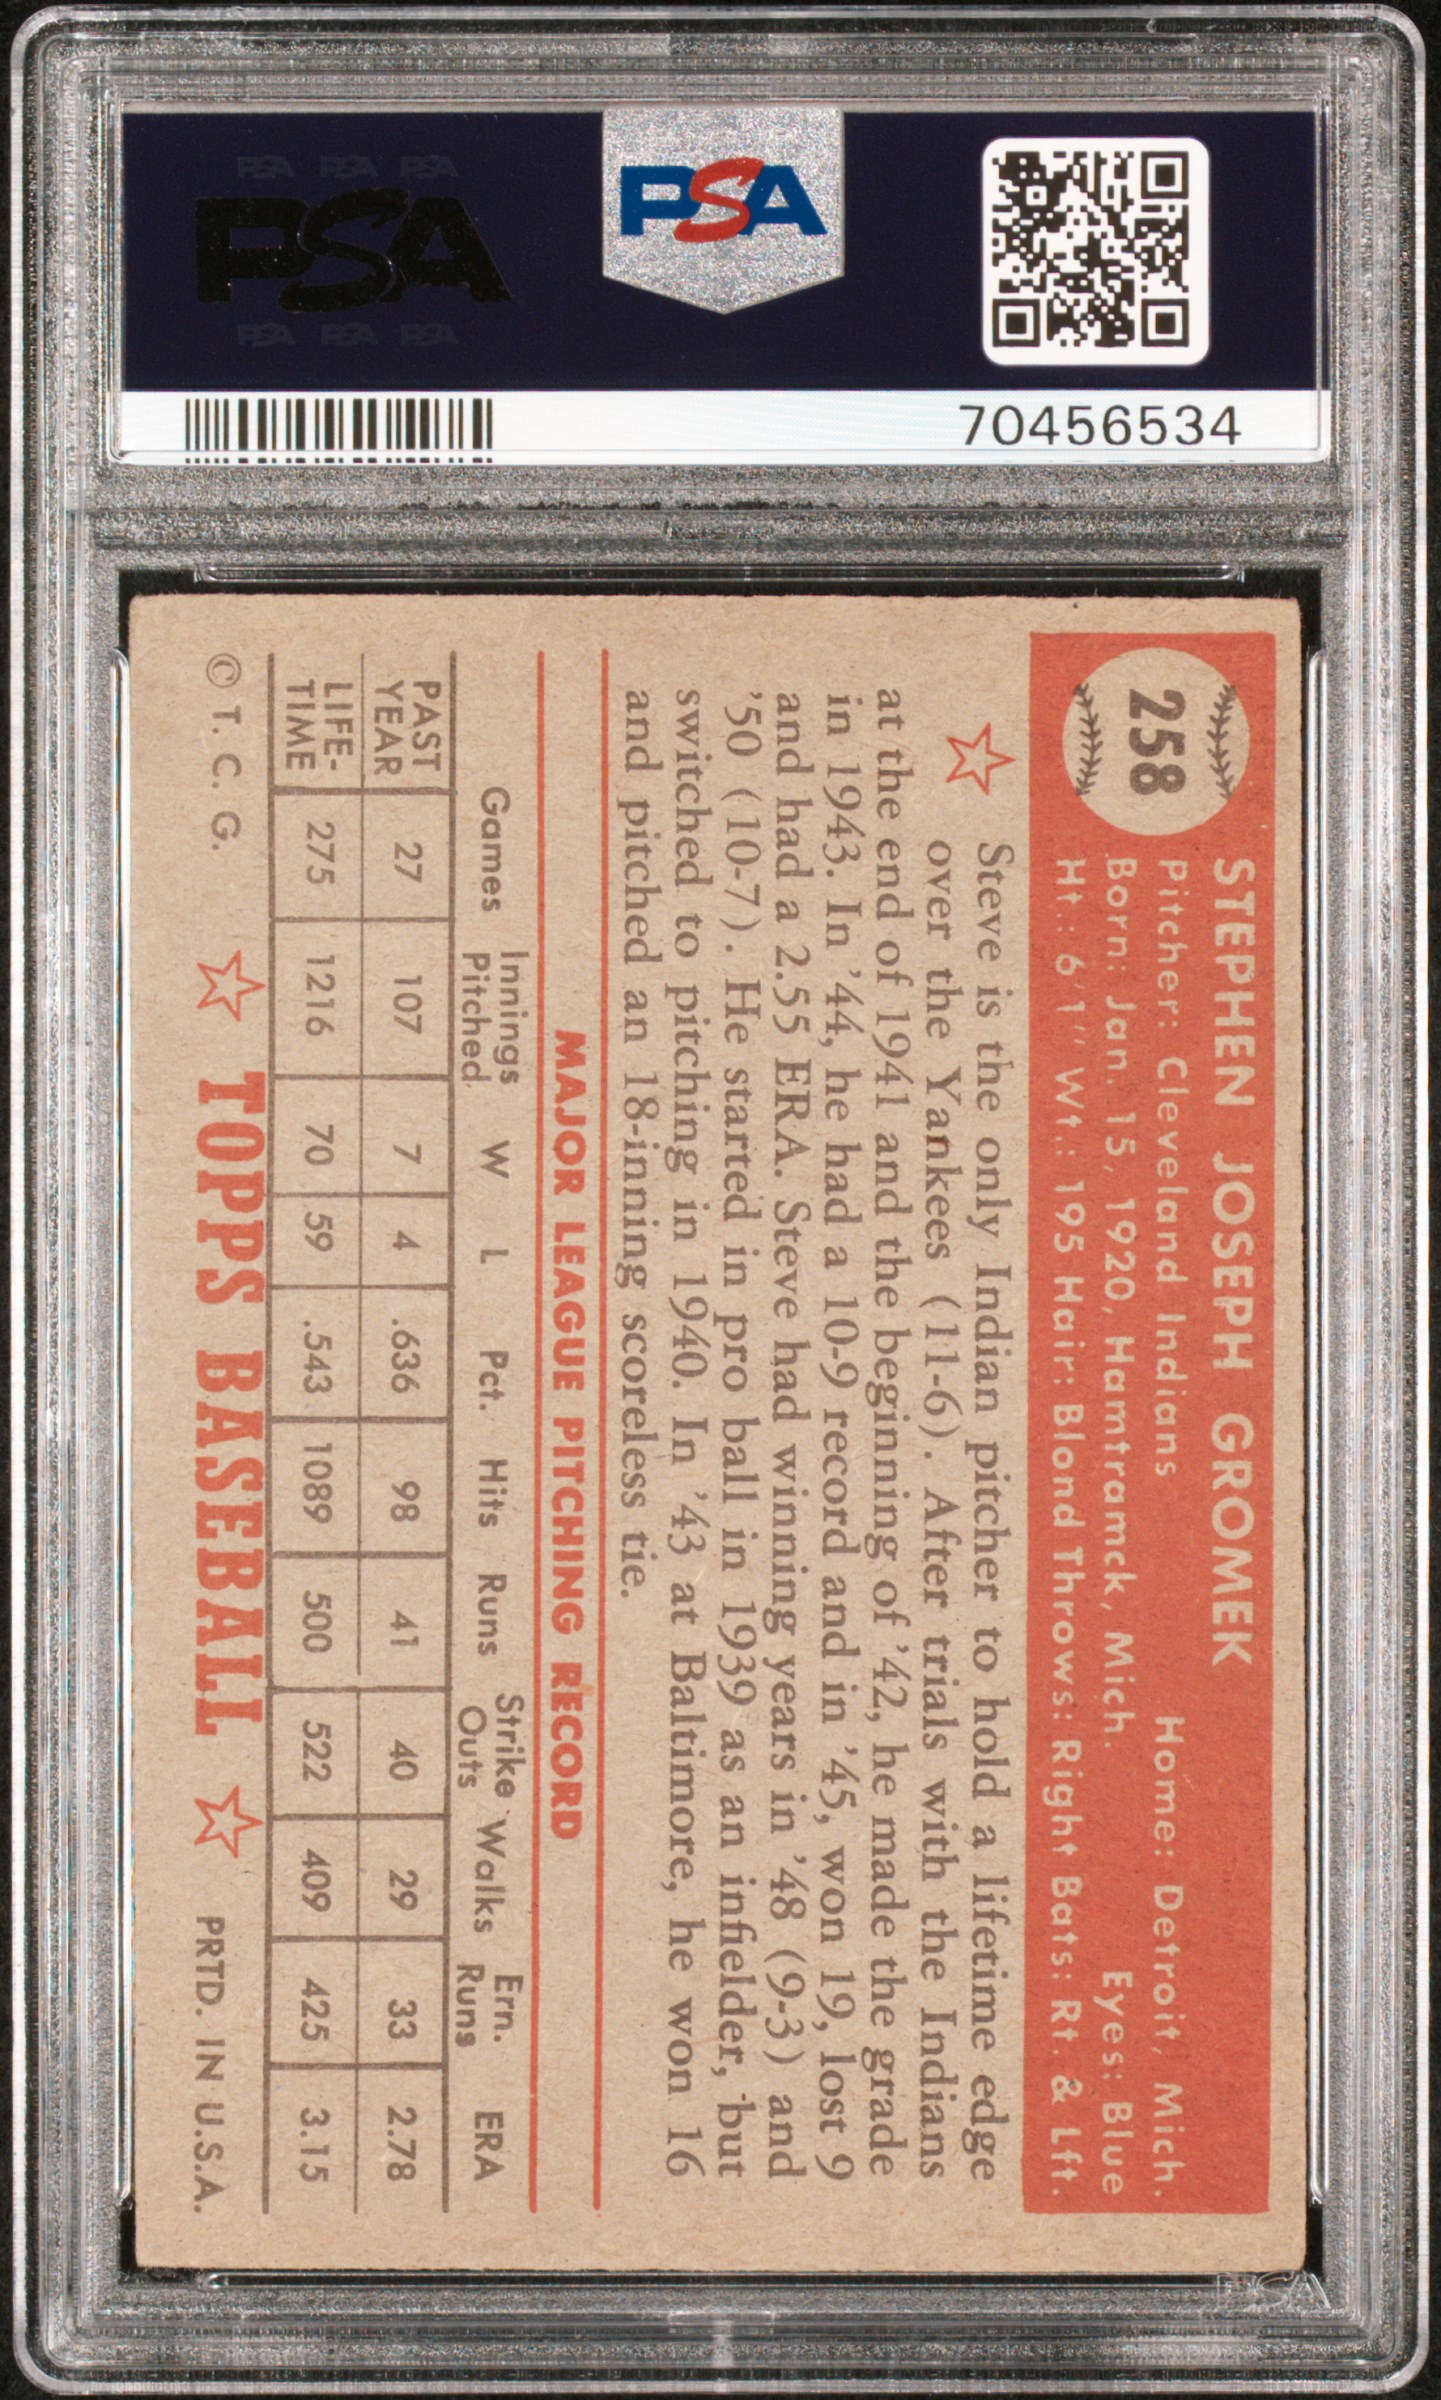 PSA PSA PSA
PSA
PSA PSA PSA
PSA
70456534
258
STEPHEN JOSEPH GROMEK
Pitcher: Cleveland Indians Home: Detroit, Mich.
Born: Jan. 15, 1920, Hamtramck, Mich. Eyes: Blue
Ht.: 6'1" Wt.: 195 Hair: Blond Throws: Right Bats: Rt. & Lft.
Steve is the only Indian pitcher to hold a lifetime edge
over the Yankees (11-6). After trials with the Indians
at the end of 1941 and the beginning of '42, he made the grade
in 1943. In '44, he had a 10-9 record and in '45, won 19, lost 9
and had a 2.55 ERA. Steve had winning years in '48 (9-3) and
'50 (10-7). He started in pro ball in 1939 as an infielder, but
switched to pitching in 1940. In '43 at Baltimore, he won 16
and pitched an 18-inning scoreless tie.
MAJOR LEAGUE PITCHING RECORD
Games Innings Pitched W L Pct. Hits Runs Strike Outs Walks Ern. Runs ERA
PAST YEAR 27 107 7 4 .636 98 41 40 29 33 2.78
LIFE-TIME 275 1216 70 59 .543 1089 500 522 409 425 3.15
© T. C. G. TOPPS BASEBALL PRTD. IN U.S.A.
PSA